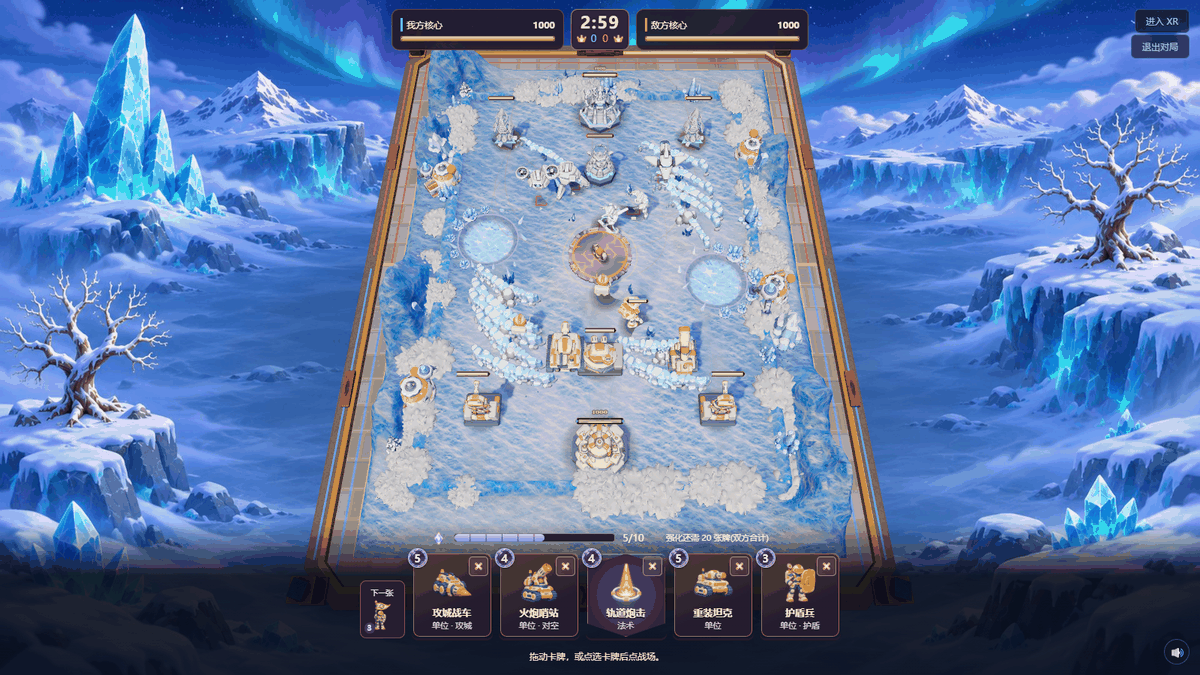 我方核心 1000
2:59
0 0
敌方核心 1000
进入 XR
退出对局
1000
5/10 强化还需 20 张牌(双方合计)
下一张
3
5
攻城战车
单位 · 攻城
4
火炮哨站
单位 · 对空
4
轨道炮击
法术
5
重装坦克
单位
3
护盾兵
单位 · 护盾
拖动卡牌，或点选卡牌后点战场。